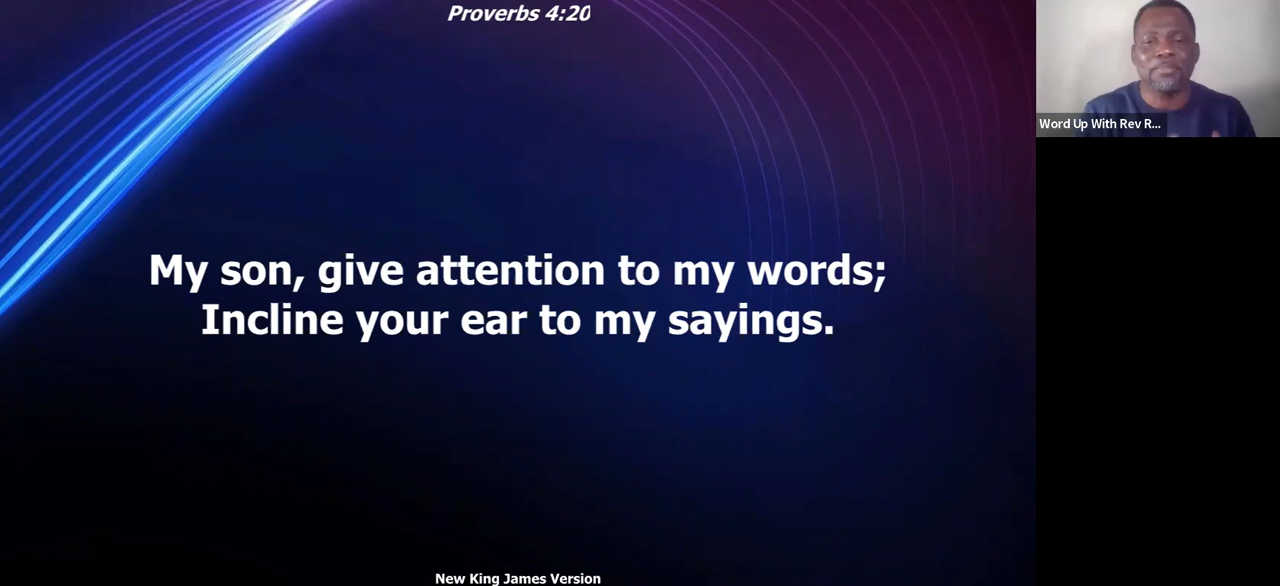 Proverbs 4:20
My son, give attention to my words;
Incline your ear to my sayings.
New King James Version
Word Up With Rev R...